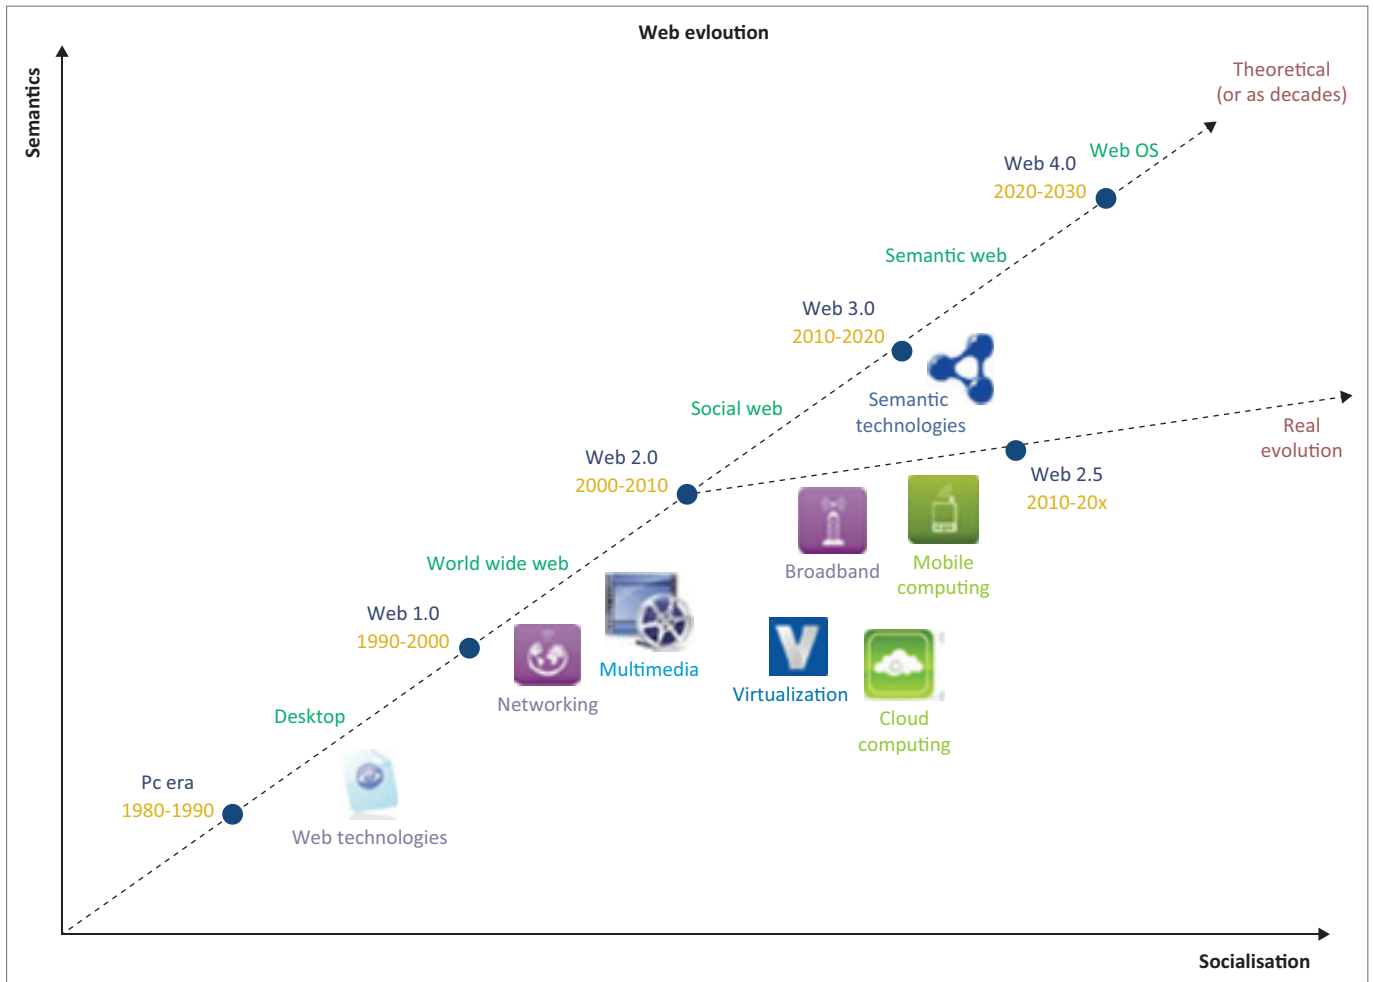 Web evloution
Semantics
Theoretical
(or as decades)
Web OS
Web 4.0
2020-2030
Semantic web
Web 3.0
2010-2020
Semantic
technologies
Social web
Real
evolution
Web 2.0
2000-2010
Web 2.5
2010-20x
Broadband
Mobile
computing
World wide web
Web 1.0
1990-2000
Multimedia
Networking
V
Virtualization
Cloud
computing
Desktop
Pc era
1980-1990
Web technologies
Socialisation